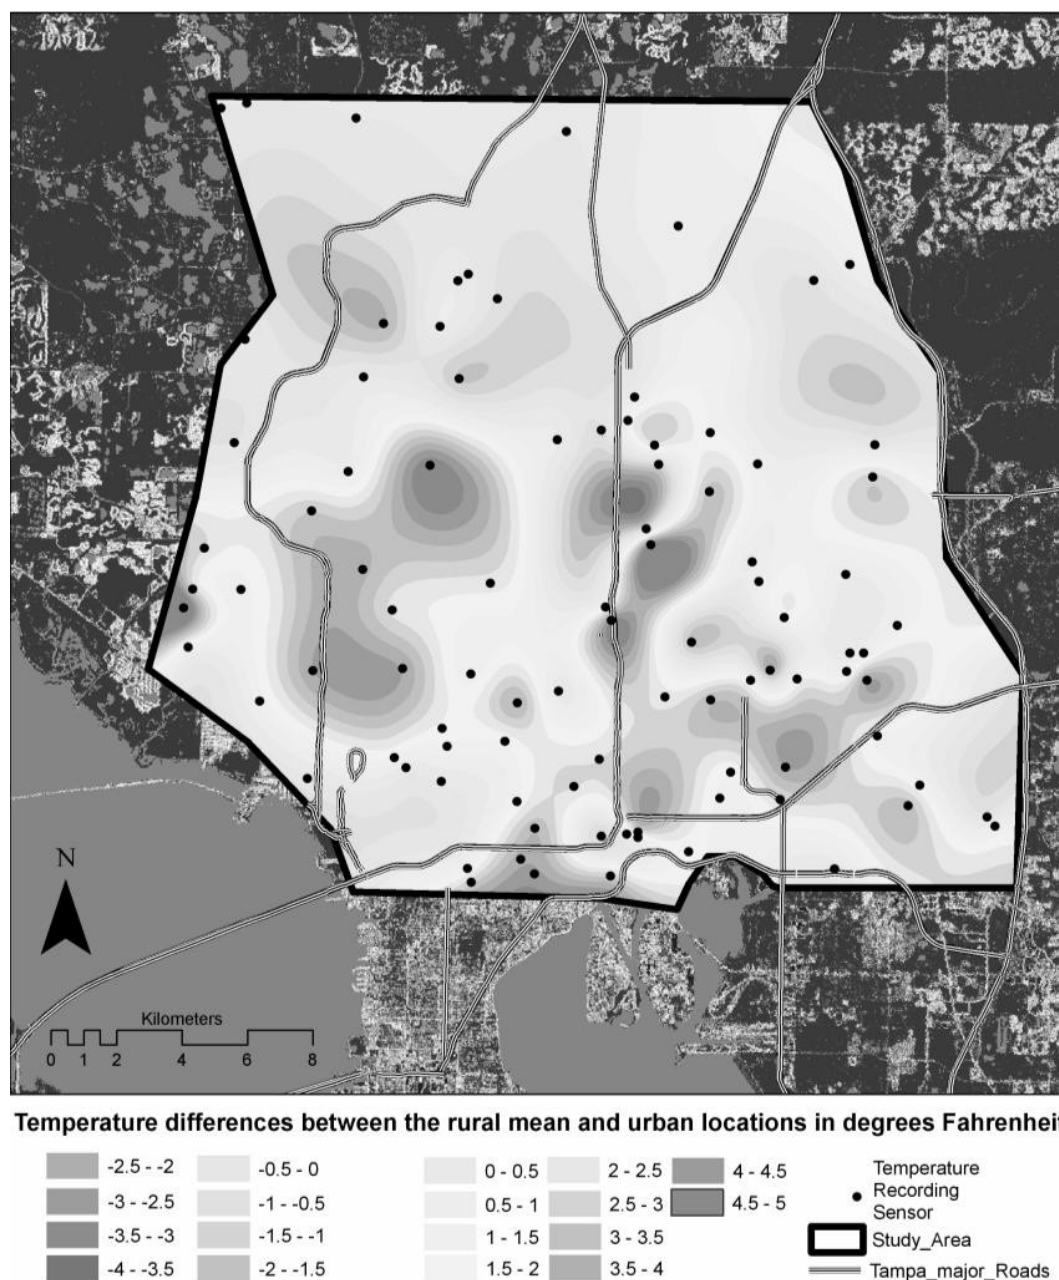 N
Kilometers
0 1 2 4 6 8
Temperature differences between the rural mean and urban locations in degrees Fahrenheit
-2.5 - -2
-3 - -2.5
-3.5 - -3
-4 - -3.5
-0.5 - 0
-1 - -0.5
-1.5 - -1
-2 - -1.5
0 - 0.5
0.5 - 1
1 - 1.5
1.5 - 2
2 - 2.5
2.5 - 3
3 - 3.5
3.5 - 4
4 - 4.5
4.5 - 5
Temperature
Recording
Sensor
Study_Area
Tampa_major_Roads